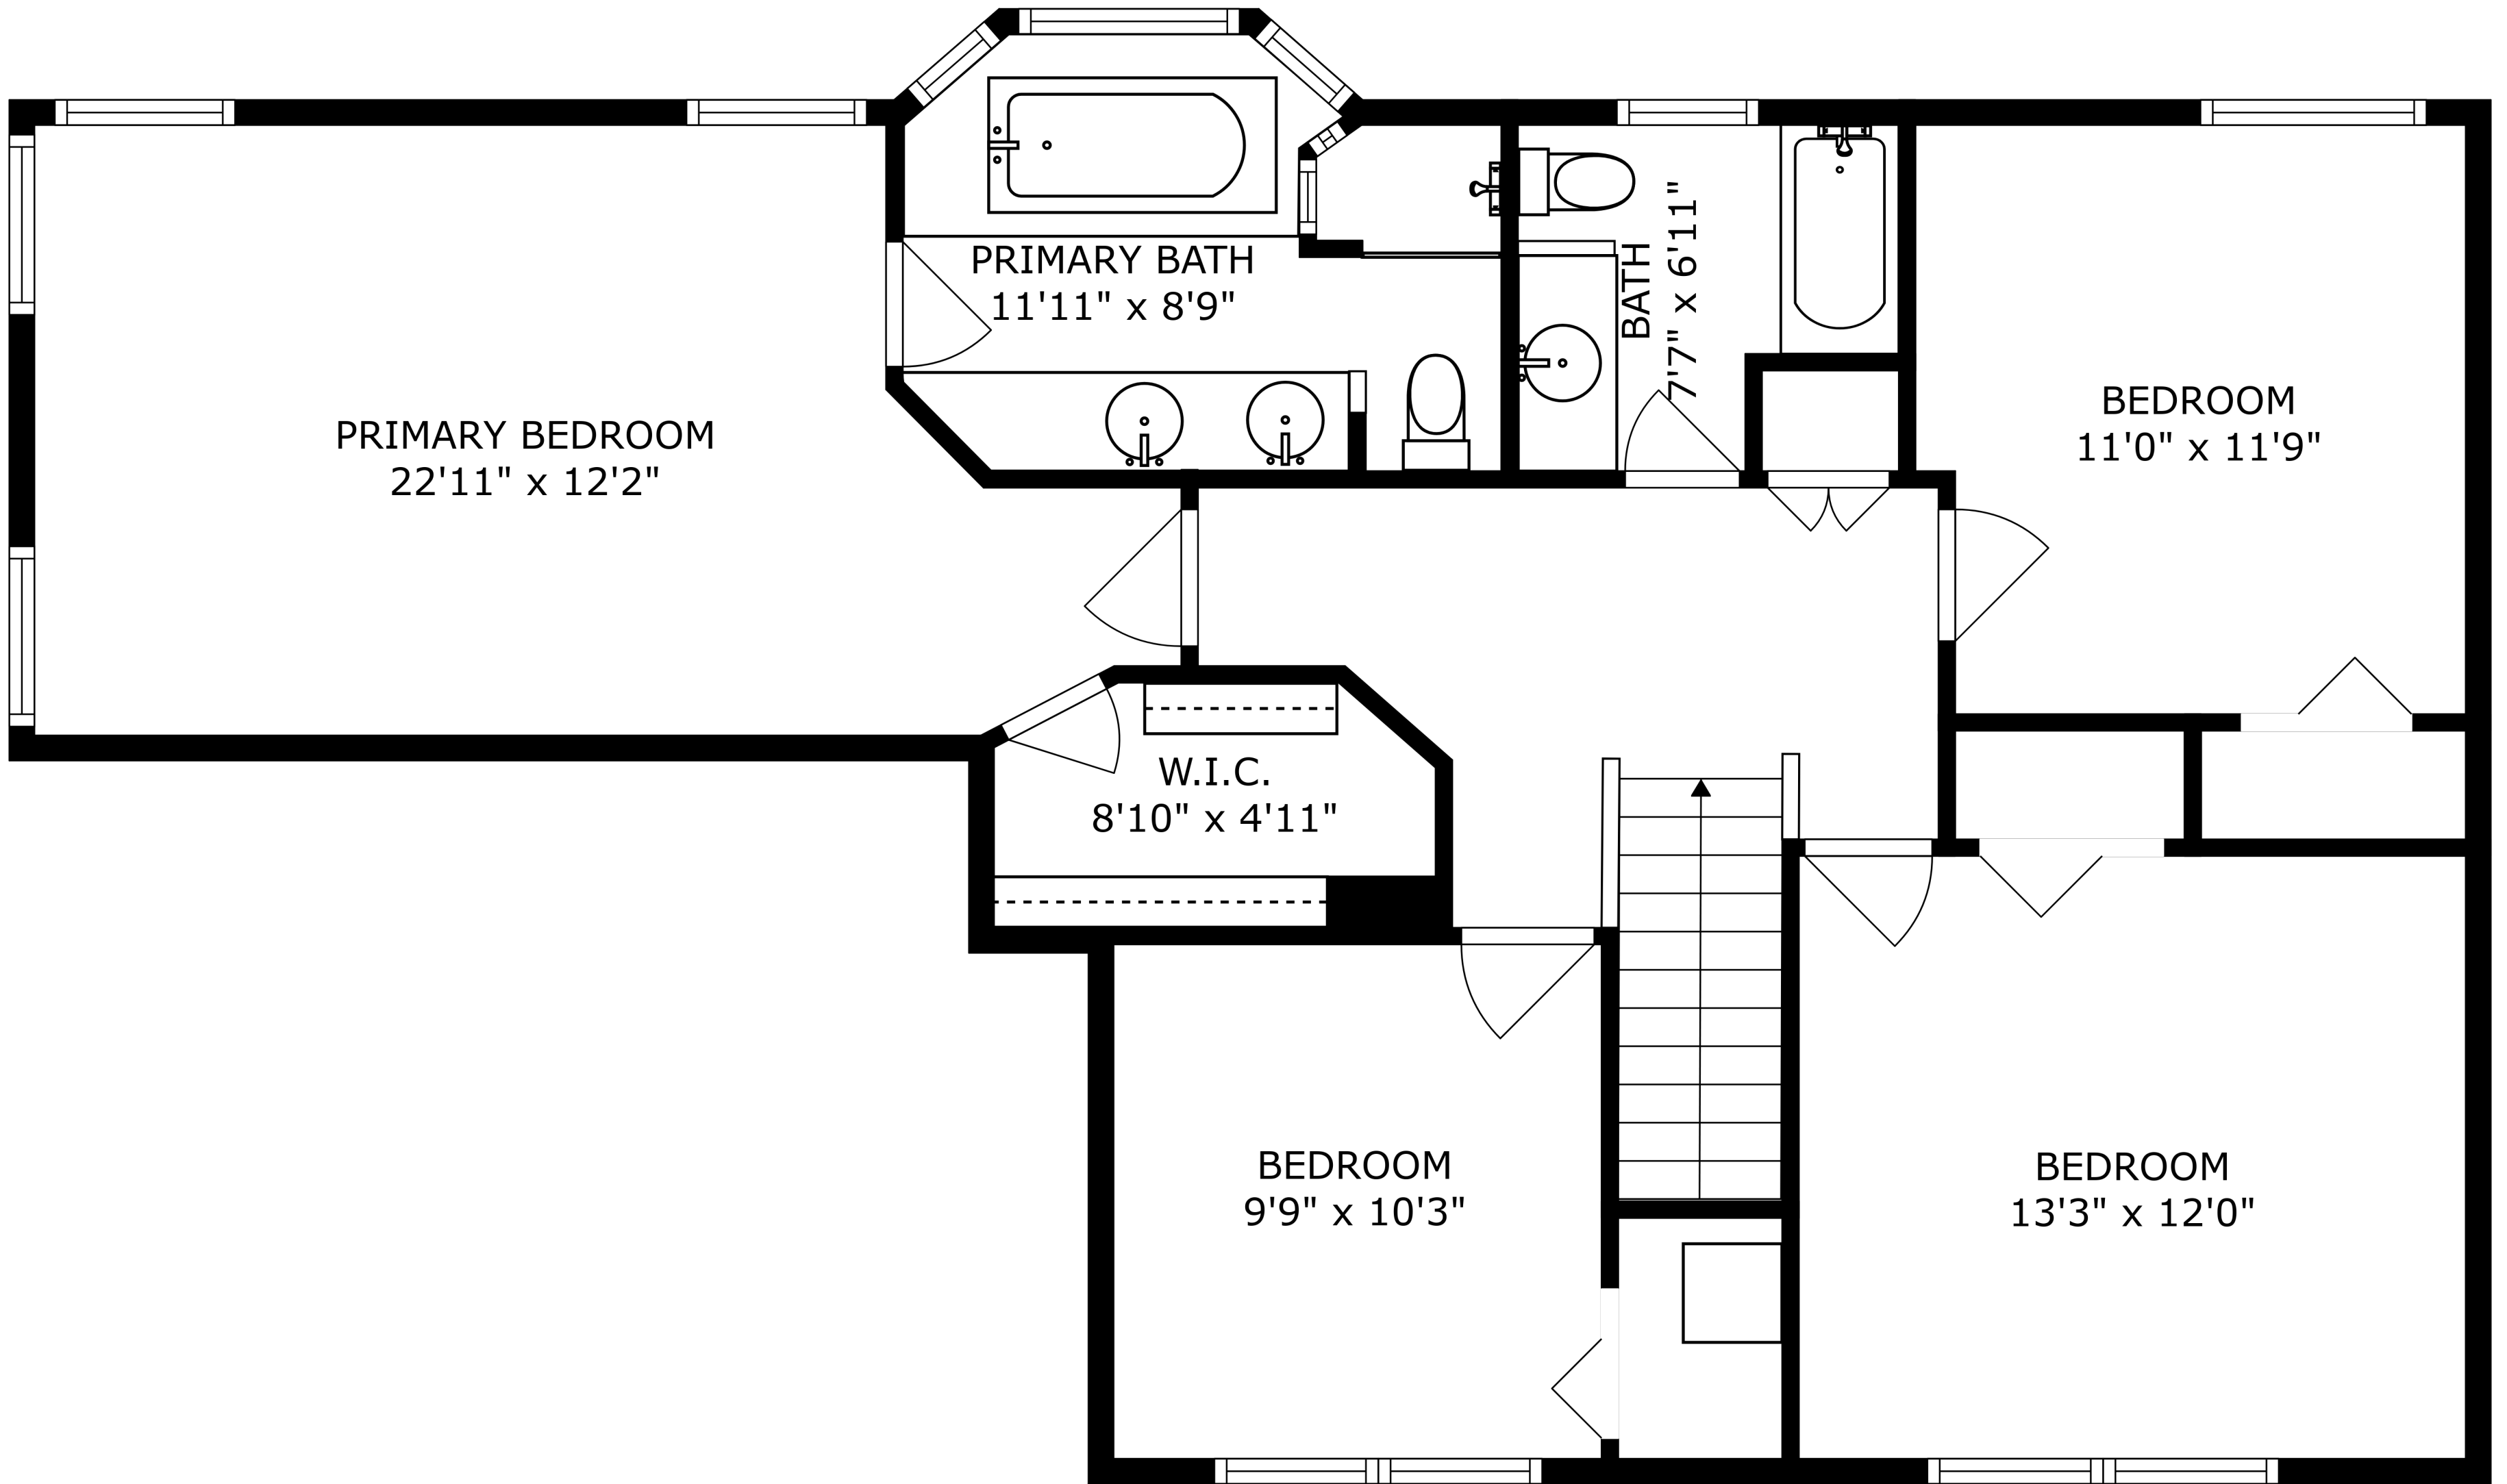 PRIMARY BATH
11'11" x 8'9"
BATH
7'7" x 6'11"
PRIMARY BEDROOM
22'11" x 12'2"
BEDROOM
11'0" x 11'9"
W.I.C.
8'10" x 4'11"
BEDROOM
9'9" x 10'3"
BEDROOM
13'3" x 12'0"